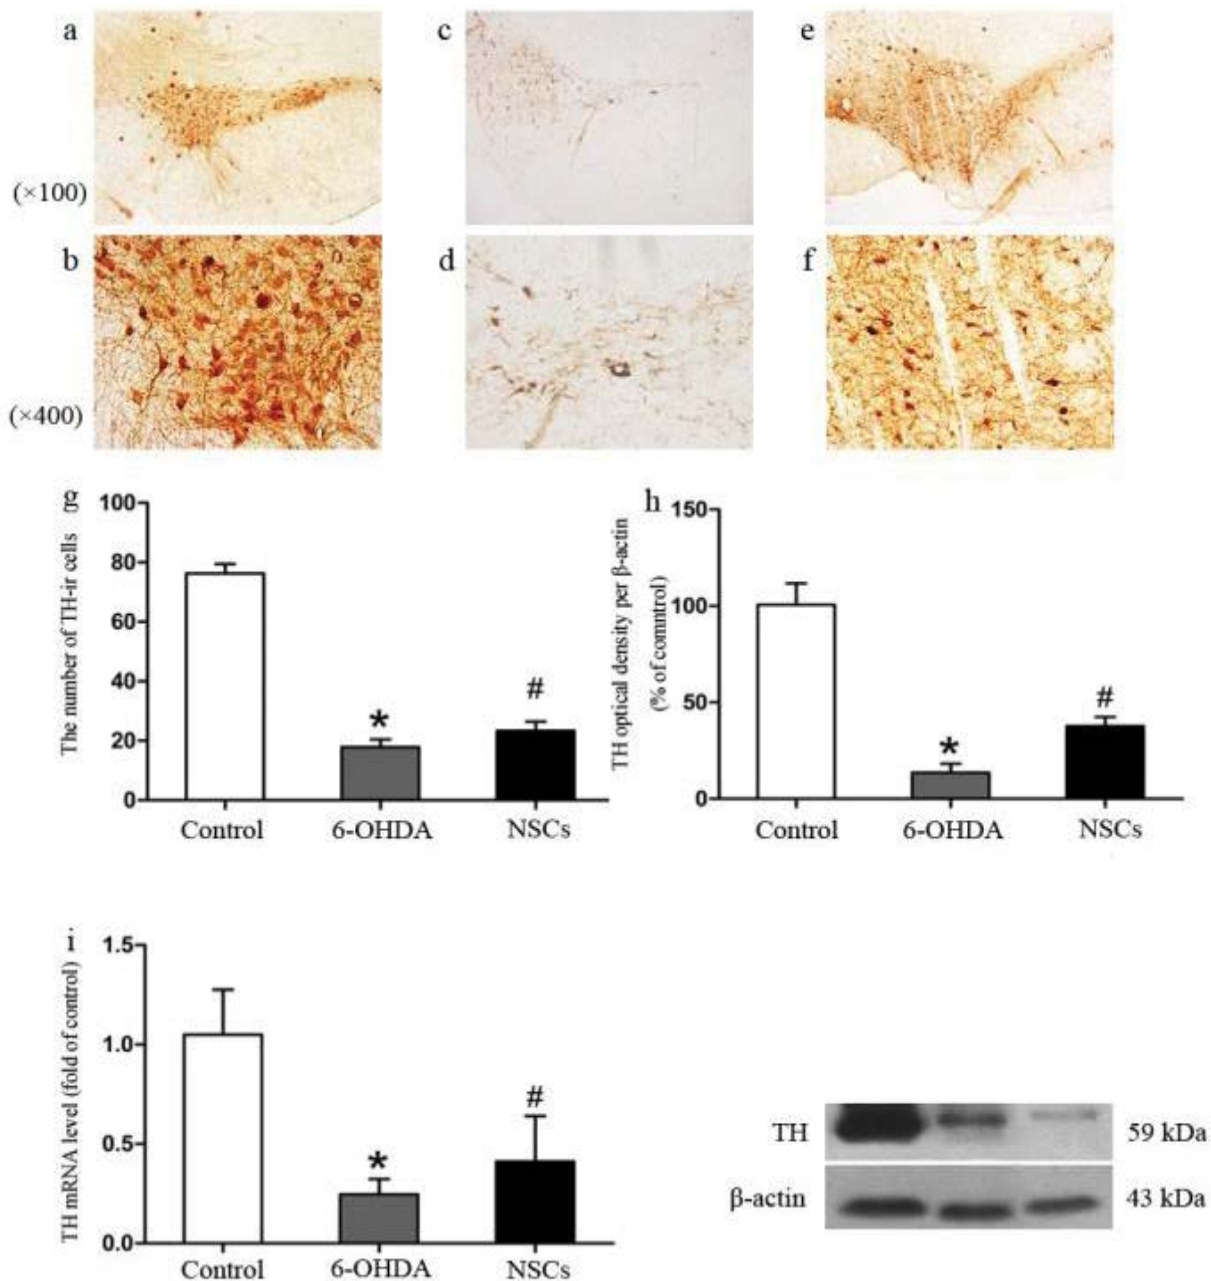 a
c
e
(×100)
b
d
f
(×400)
g
The number of TH-ir cells
100
80
60
40
20
0
*
#
Control
6-OHDA
NSCs
h
TH optical density per β-actin
(% of comntrol)
150
100
50
0
*
#
Control
6-OHDA
NSCs
i
TH mRNA level (fold of control)
1.5
1.0
0.5
0.0
*
#
Control
6-OHDA
NSCs
TH
59 kDa
β-actin
43 kDa